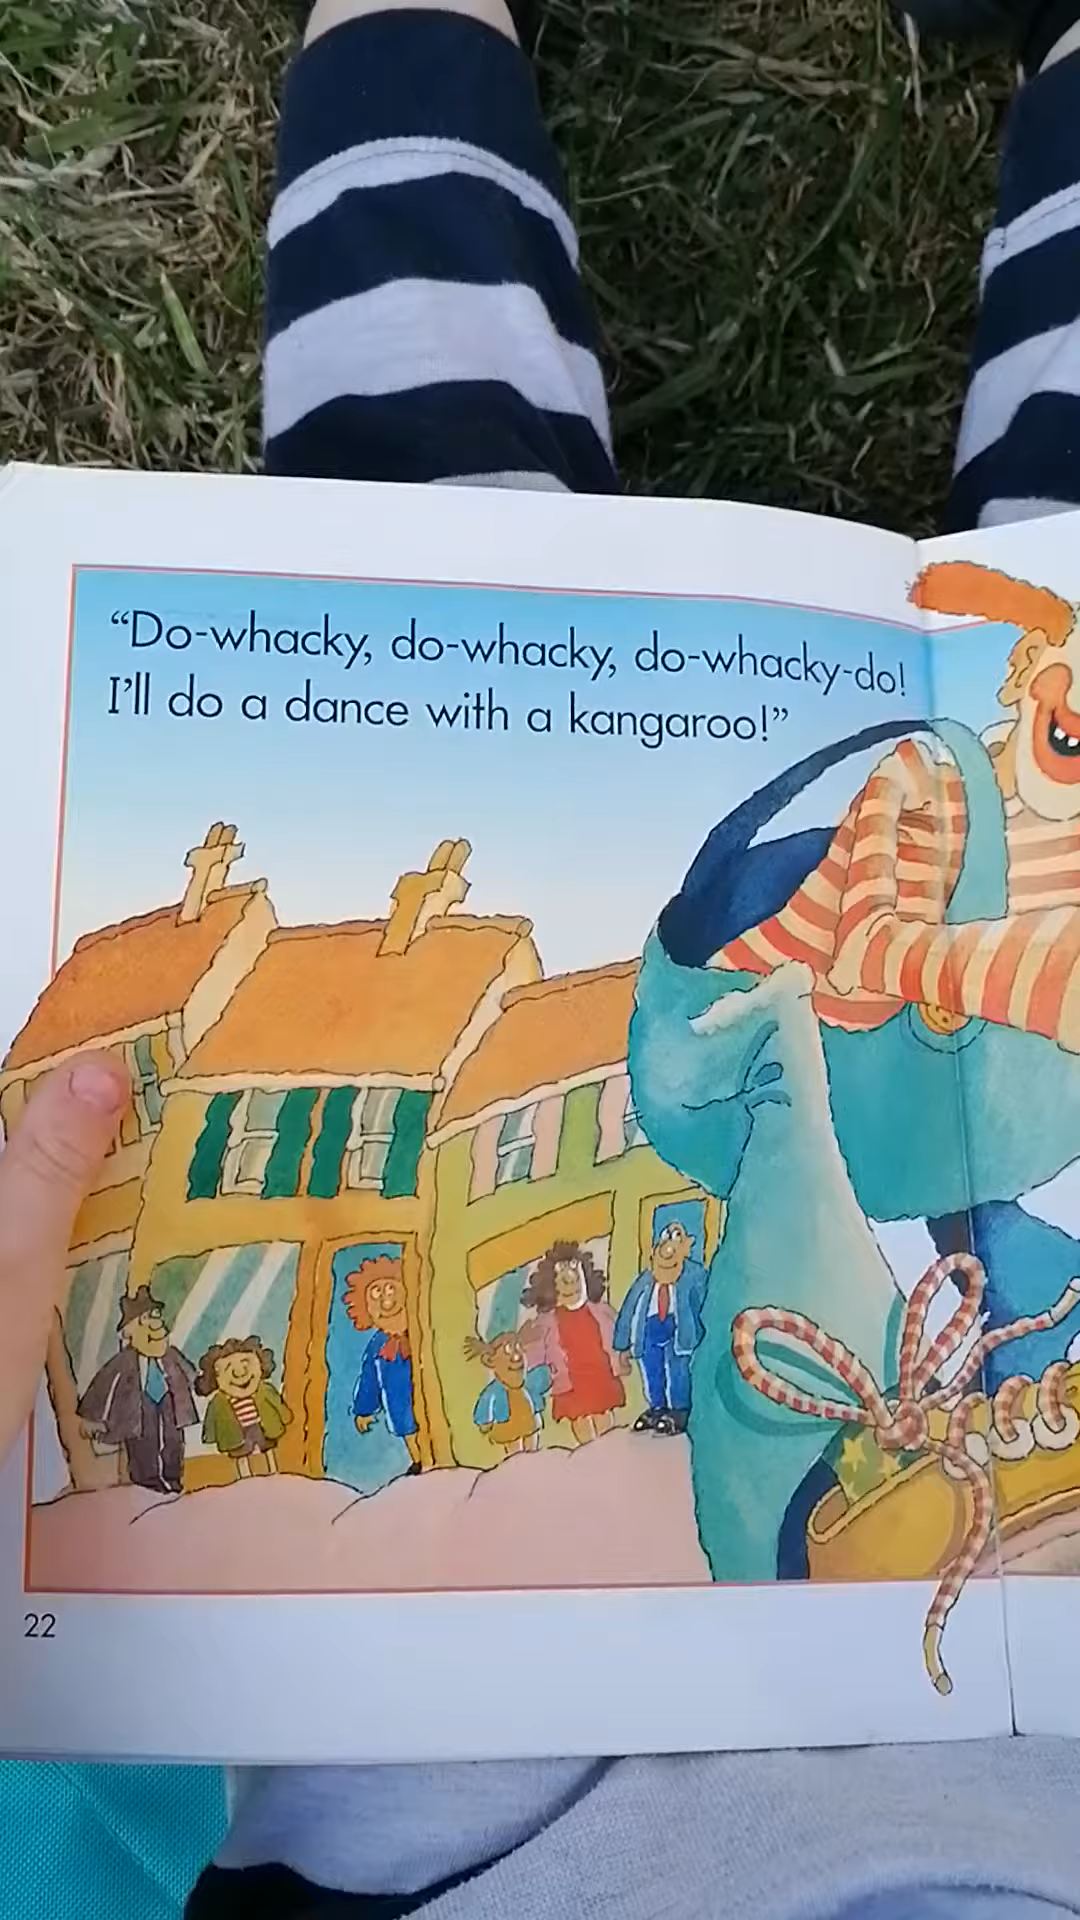 “Do-whacky, do-whacky, do-whacky-do!
I’ll do a dance with a kangaroo!”
22